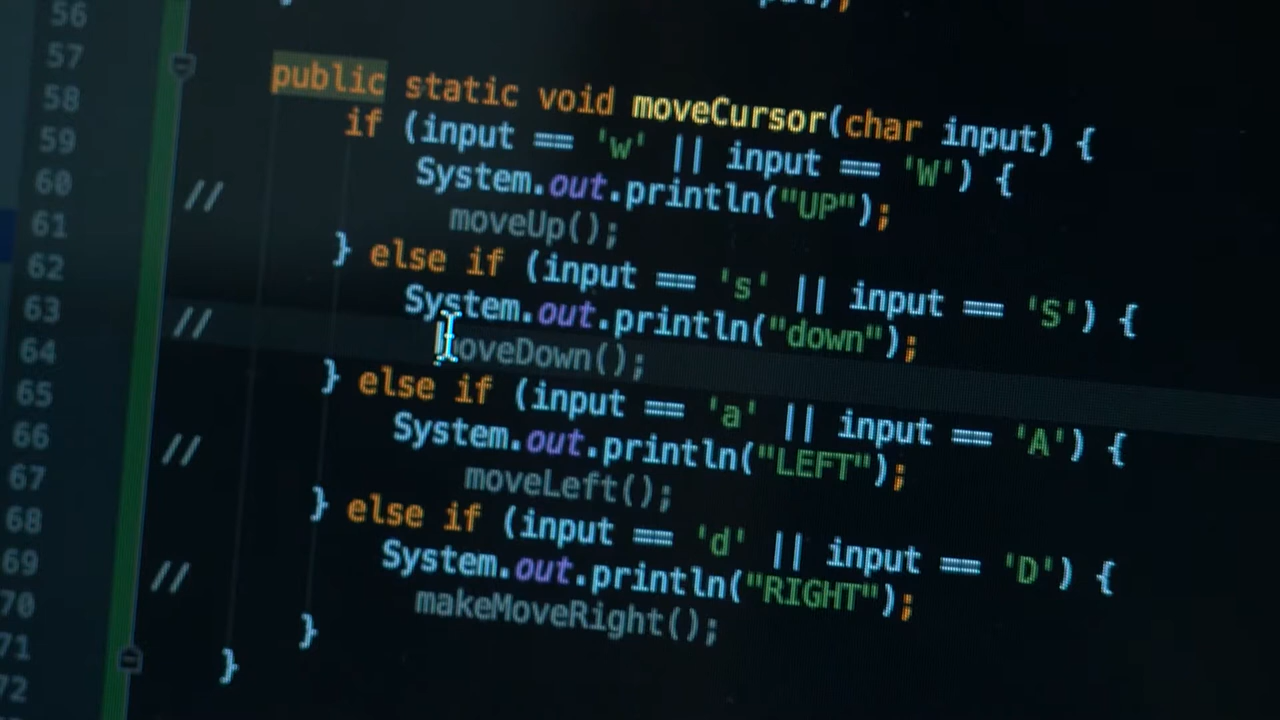 56
57
58 public static void moveCursor(char input) {
59 if (input == 'w' || input == 'W') {
60 System.out.println("UP");
61 // moveUp();
62 } else if (input == 's' || input == 'S') {
63 System.out.println("down");
64 // moveDown();
65 } else if (input == 'a' || input == 'A') {
66 System.out.println("LEFT");
67 // moveLeft();
68 } else if (input == 'd' || input == 'D') {
69 System.out.println("RIGHT");
70 // makeMoveRight();
71 }
72 }